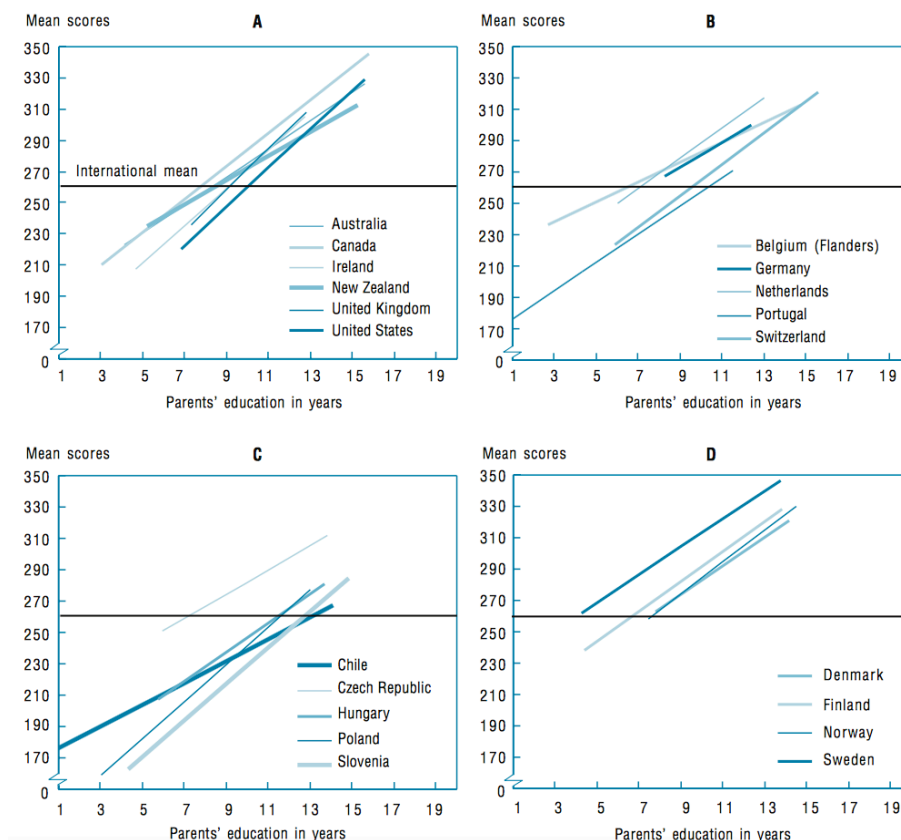 Mean scores
A
350
330
310
290
270
250
230
210
190
170
0
International mean
Australia
Canada
Ireland
New Zealand
United Kingdom
United States
1 3 5 7 9 11 13 15 17 19
Parents' education in years
Mean scores
B
350
330
310
290
270
250
230
210
190
170
0
Belgium (Flanders)
Germany
Netherlands
Portugal
Switzerland
1 3 5 7 9 11 13 15 17 19
Parents' education in years
Mean scores
C
350
330
310
290
270
250
230
210
190
170
0
Chile
Czech Republic
Hungary
Poland
Slovenia
1 3 5 7 9 11 13 15 17 19
Parents' education in years
Mean scores
D
350
330
310
290
270
250
230
210
190
170
0
Denmark
Finland
Norway
Sweden
1 3 5 7 9 11 13 15 17 19
Parents' education in years